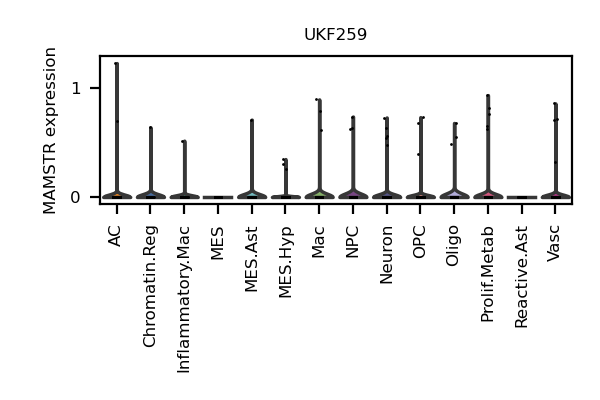 UKF259
MAMSTR expression
1
0
AC
Chromatin.Reg
Inflammatory.Mac
MES
MES.Ast
MES.Hyp
Mac
NPC
Neuron
OPC
Oligo
Prolif.Metab
Reactive.Ast
Vasc